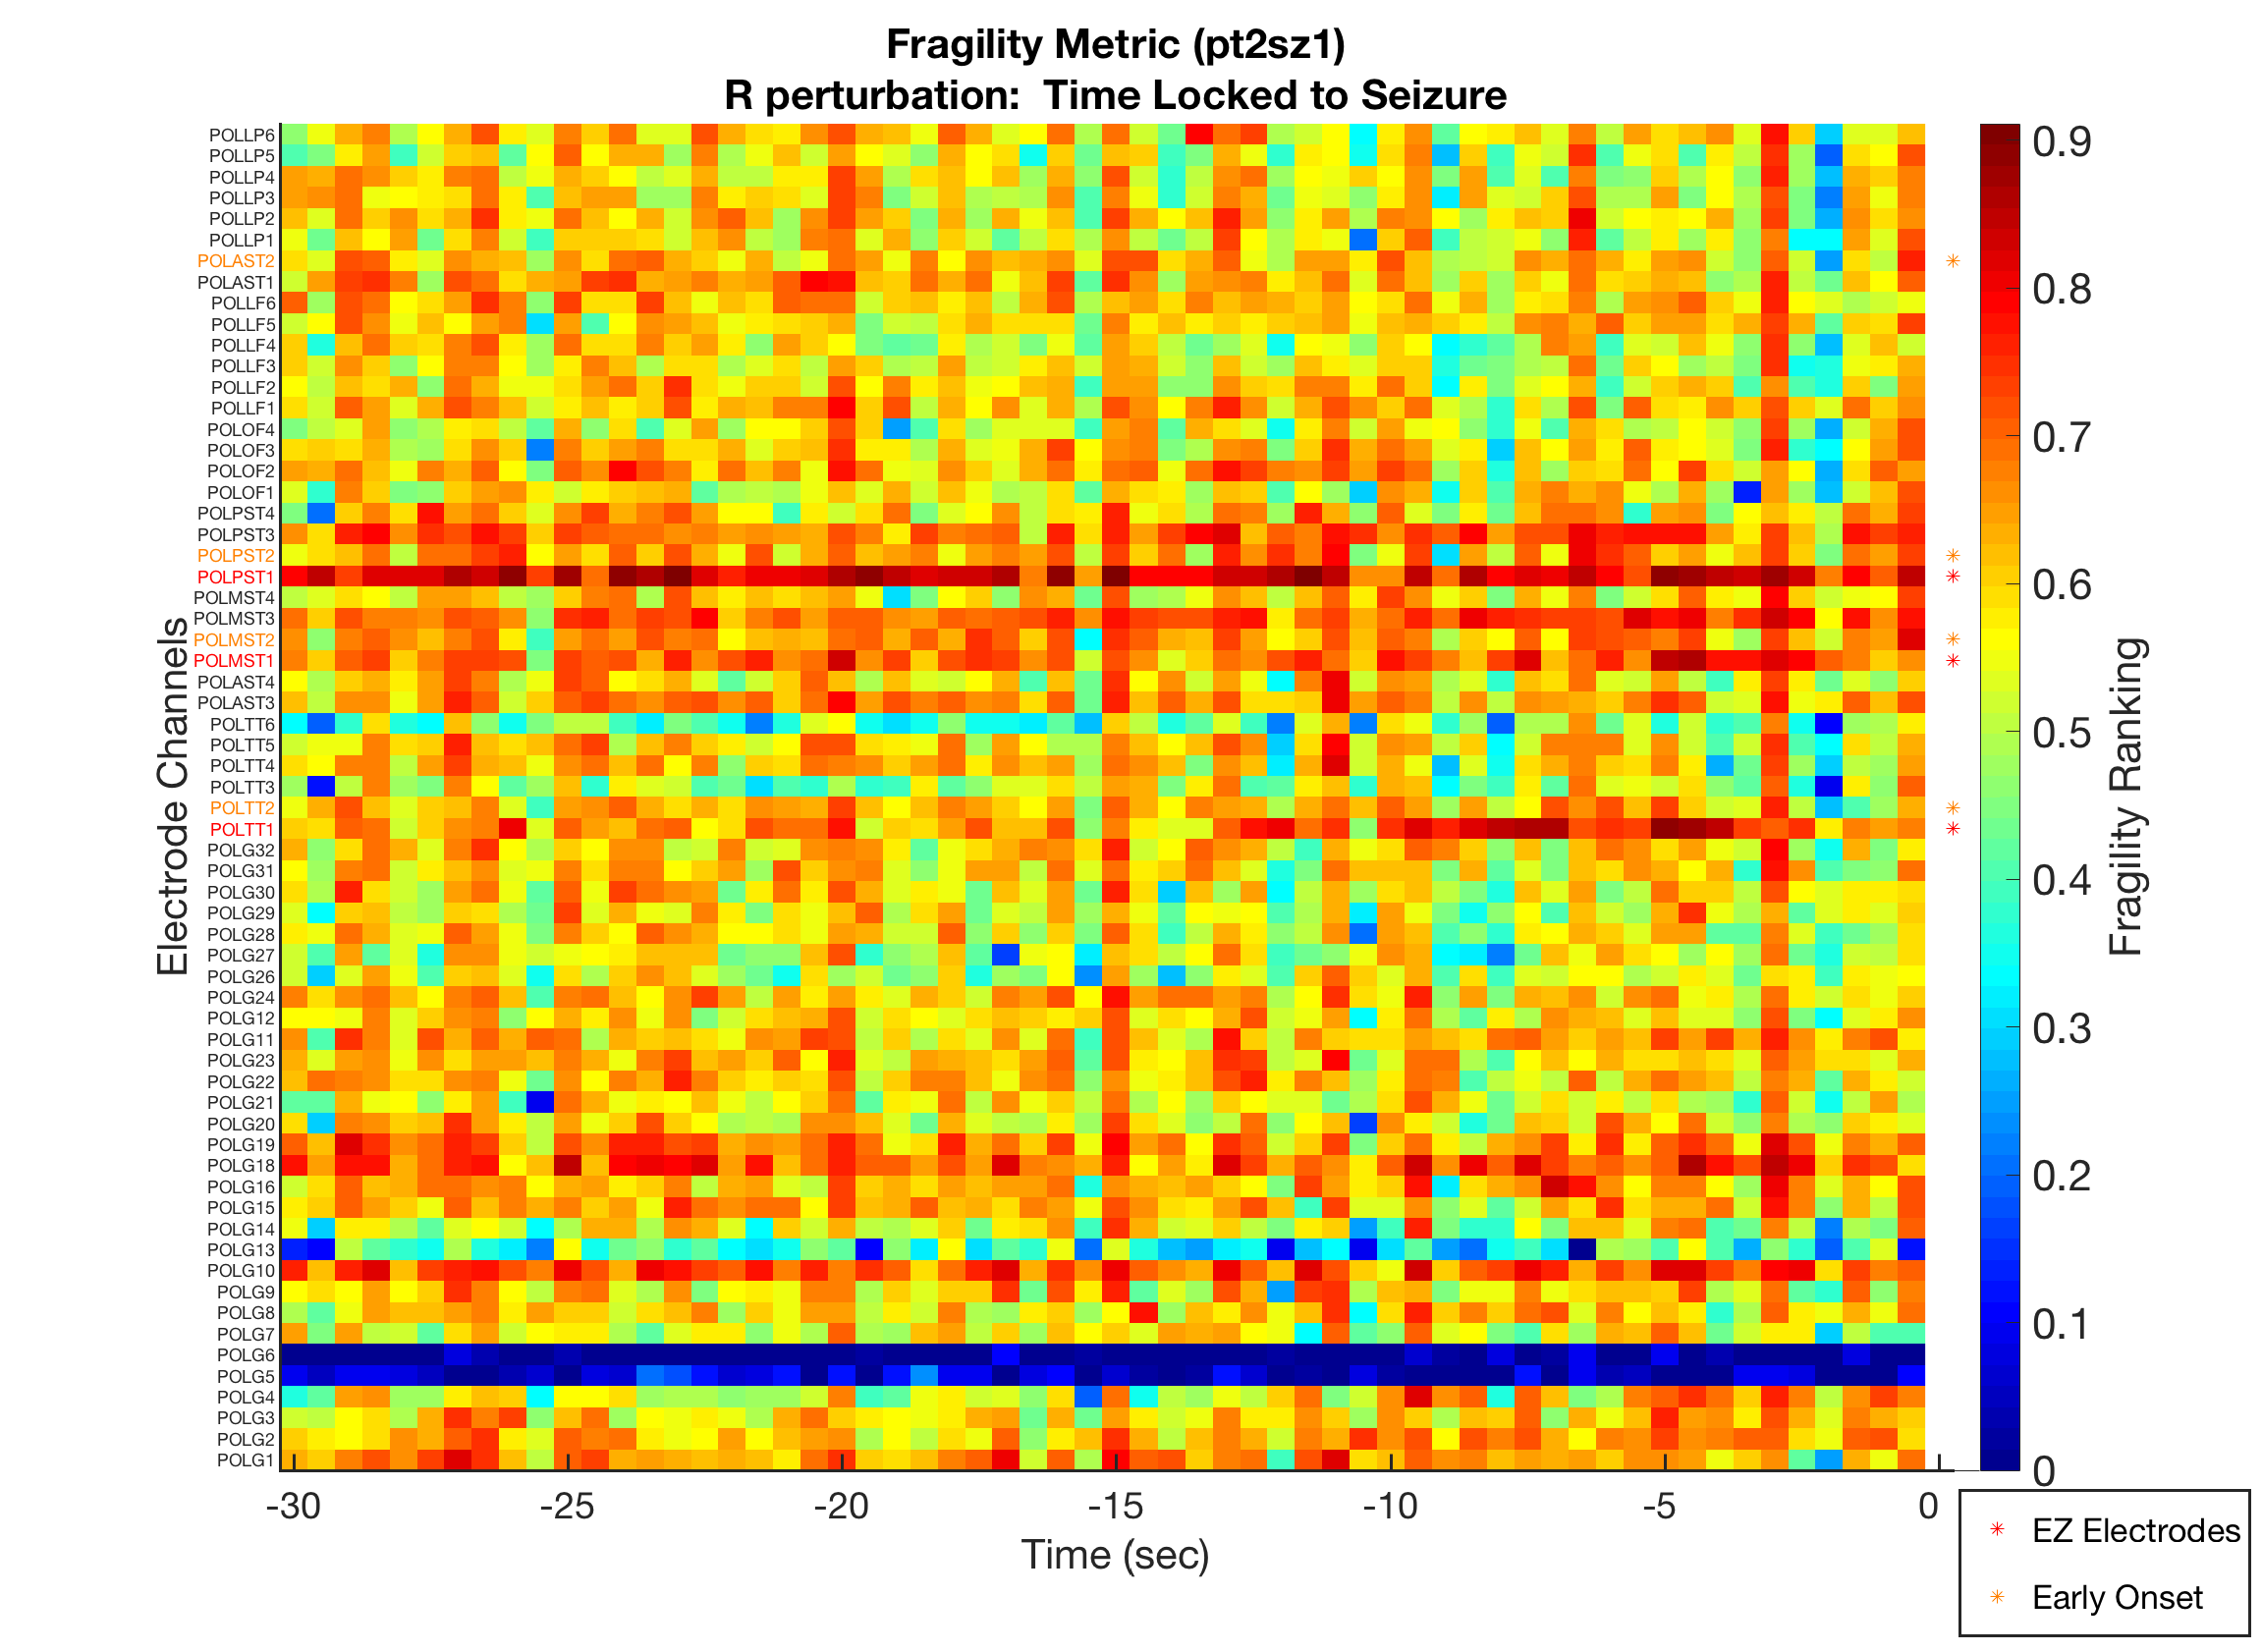 Fragility Metric (pt2sz1)
R perturbation: Time Locked to Seizure
Electrode Channels
POLLP6
POLLP5
POLLP4
POLLP3
POLLP2
POLLP1
POLAST2
POLAST1
POLLF6
POLLF5
POLLF4
POLLF3
POLLF2
POLLF1
POLOF4
POLOF3
POLOF2
POLOF1
POLPST4
POLPST3
POLPST2
POLPST1
POLMST4
POLMST3
POLMST2
POLMST1
POLAST4
POLAST3
POLTT6
POLTT5
POLTT4
POLTT3
POLTT2
POLTT1
POLG32
POLG31
POLG30
POLG29
POLG28
POLG27
POLG26
POLG24
POLG12
POLG11
POLG23
POLG22
POLG21
POLG20
POLG19
POLG18
POLG16
POLG15
POLG14
POLG13
POLG10
POLG9
POLG8
POLG7
POLG6
POLG5
POLG4
POLG3
POLG2
POLG1
-30 -25 -20 -15 -10 -5 0
Time (sec)
0.9
0.8
0.7
0.6
0.5
0.4
0.3
0.2
0.1
0
Fragility Ranking
EZ Electrodes
Early Onset